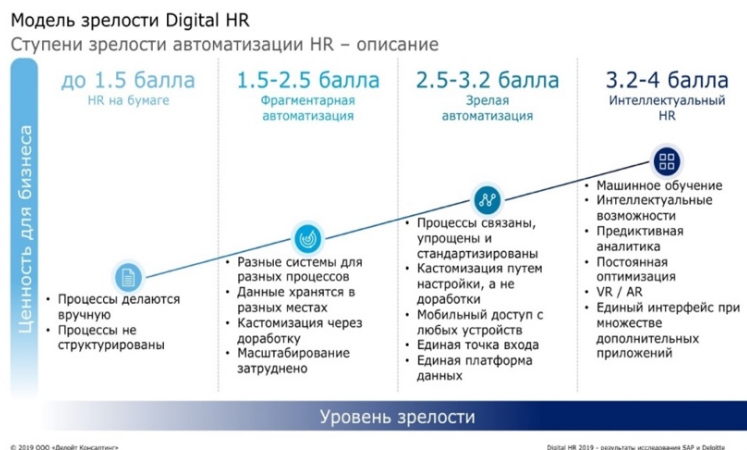 Модель зрелости Digital HR
Ступени зрелости автоматизации HR – описание
Ценность для бизнеса
до 1.5 балла
HR на бумаге
• Процессы делаются
вручную
• Процессы не
структурированы
1.5-2.5 балла
Фрагментарная
автоматизация
• Разные системы для
разных процессов
• Данные хранятся в
разных местах
• Кастомизация через
доработку
• Масштабирование
затруднено
2.5-3.2 балла
Зрелая
автоматизация
• Процессы связаны,
упрощены и
стандартизированы
• Кастомизация путем
настройки, а не
доработки
• Мобильный доступ с
любых устройств
• Единая точка входа
• Единая платформа
данных
3.2-4 балла
Интеллектуальный
HR
• Машинное обучение
• Интеллектуальные
возможности
• Предиктивная
аналитика
• Постоянная
оптимизация
• VR / AR
• Единый интерфейс при
множестве
дополнительных
приложений
Уровень зрелости
© 2019 ООО «Делойт Консалтинг»
Digital HR 2019 – результаты исследования SAP и Deloitte